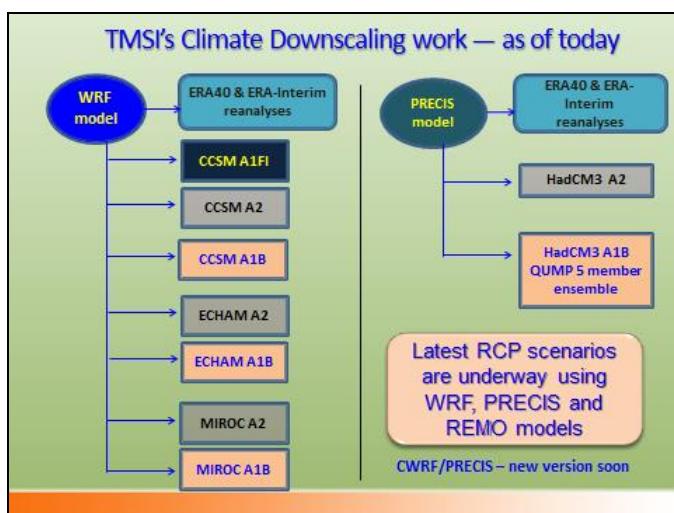 TMSI's Climate Downscaling work — as of today
WRF
model
ERA40 & ERA-Interim
reanalyses
CCSM A1FI
CCSM A2
CCSM A1B
ECHAM A2
ECHAM A1B
MIROC A2
MIROC A1B
PRECIS
model
ERA40 & ERA-
Interim
reanalyses
HadCM3 A2
HadCM3 A1B
QUMP 5 member
ensemble
Latest RCP scenarios
are underway using
WRF, PRECIS and
REMO models
CWRF/PRECIS – new version soon